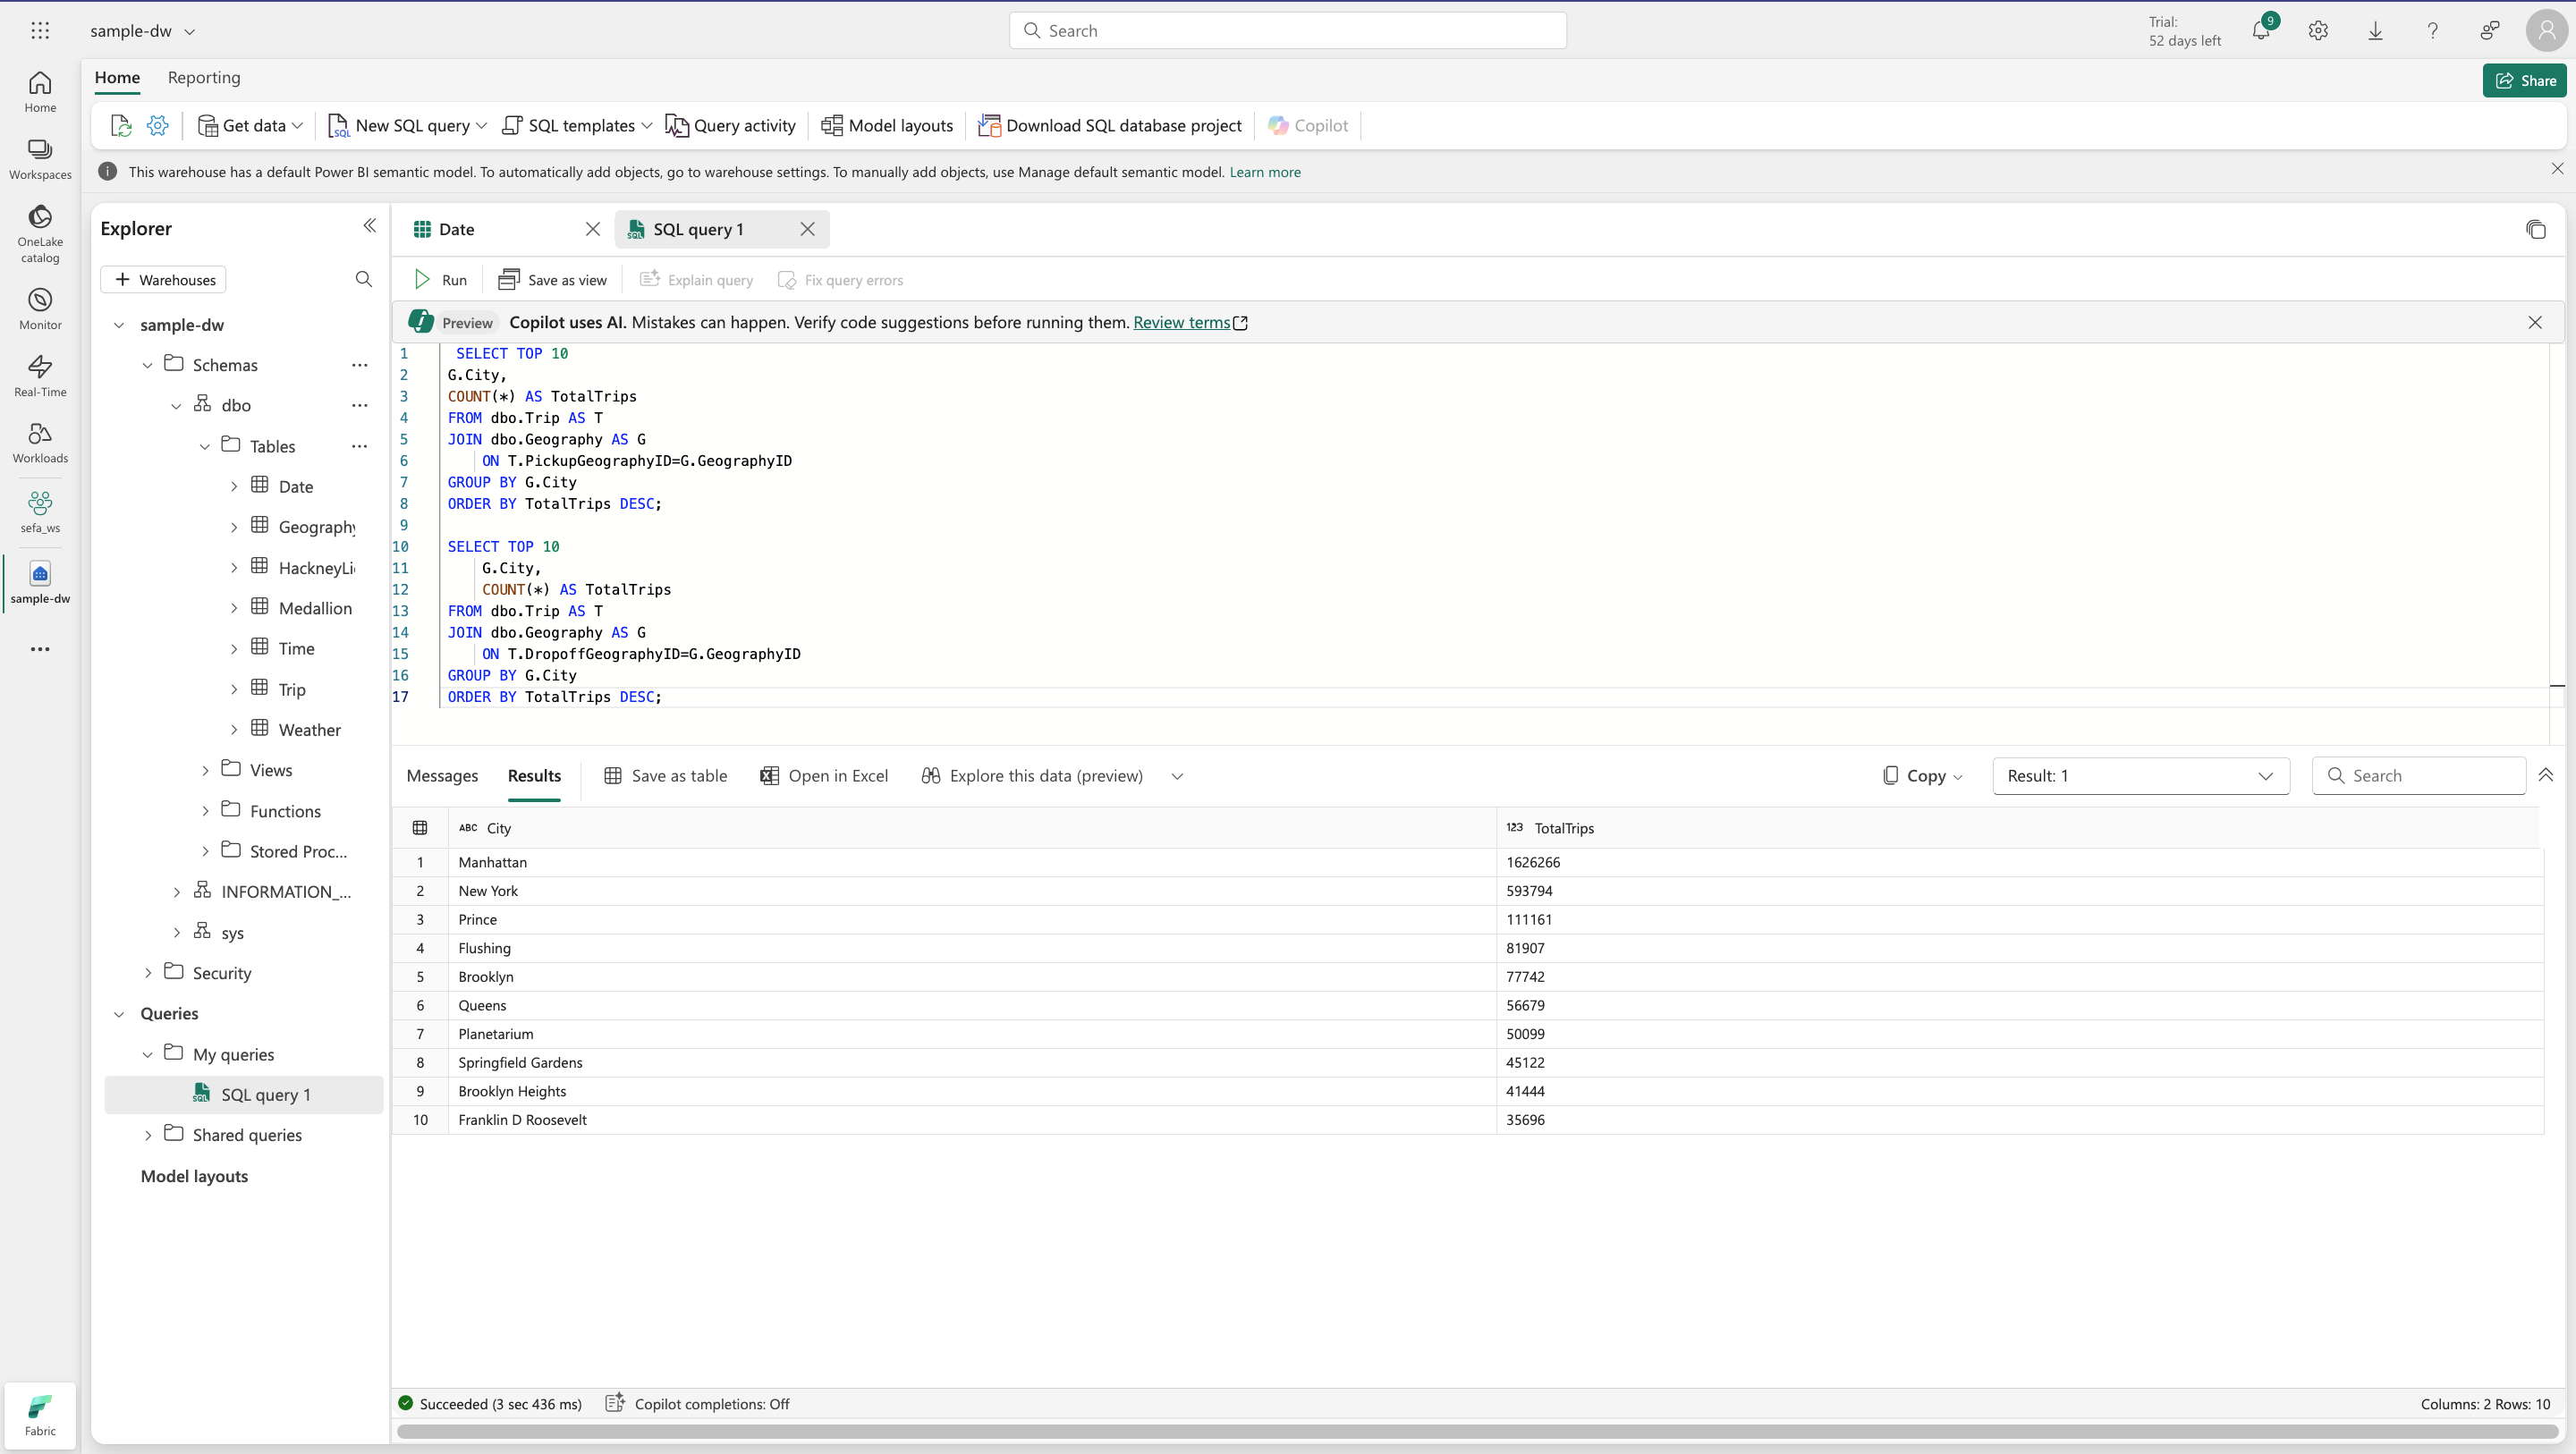 sample-dw
Search
Trial:
52 days left
9
Home
Reporting
Share
Get data
New SQL query
SQL templates
Query activity
Model layouts
Download SQL database project
Copilot
This warehouse has a default Power BI semantic model. To automatically add objects, go to warehouse settings. To manually add objects, use Manage default semantic model. Learn more
Home
Workspaces
OneLake
catalog
Monitor
Real-Time
Workloads
sefa_ws
sample-dw
Fabric
Explorer
Warehouses
sample-dw
Schemas
dbo
Tables
Date
Geography
HackneyLi
Medallion
Time
Trip
Weather
Views
Functions
Stored Proc...
INFORMATION_...
sys
Security
Queries
My queries
SQL query 1
Shared queries
Model layouts
Date
SQL query 1
Run
Save as view
Explain query
Fix query errors
Preview Copilot uses AI. Mistakes can happen. Verify code suggestions before running them. Review terms
1 SELECT TOP 10
2 G.City,
3 COUNT(*) AS TotalTrips
4 FROM dbo.Trip AS T
5 JOIN dbo.Geography AS G
6 ON T.PickupGeographyID=G.GeographyID
7 GROUP BY G.City
8 ORDER BY TotalTrips DESC;
9
10 SELECT TOP 10
11 G.City,
12 COUNT(*) AS TotalTrips
13 FROM dbo.Trip AS T
14 JOIN dbo.Geography AS G
15 ON T.DropoffGeographyID=G.GeographyID
16 GROUP BY G.City
17 ORDER BY TotalTrips DESC;
Messages
Results
Save as table
Open in Excel
Explore this data (preview)
Copy
Result: 1
Search
ABC City 123 TotalTrips
1 Manhattan 1626266
2 New York 593794
3 Prince 111161
4 Flushing 81907
5 Brooklyn 77742
6 Queens 56679
7 Planetarium 50099
8 Springfield Gardens 45122
9 Brooklyn Heights 41444
10 Franklin D Roosevelt 35696
Succeeded (3 sec 436 ms)
Copilot completions: Off
Columns: 2 Rows: 10